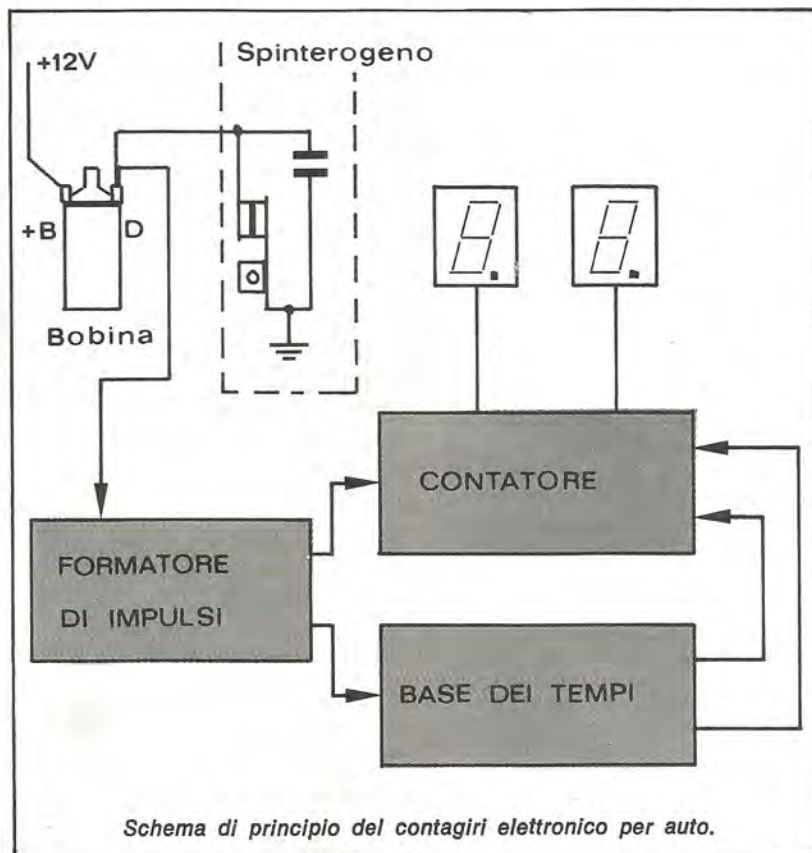 Spinterogeno
+12V
+B
D
Bobina
CONTATORE
FORMATORE
DI IMPULSI
BASE DEI TEMPI
Schema di principio del contagiri elettronico per auto.